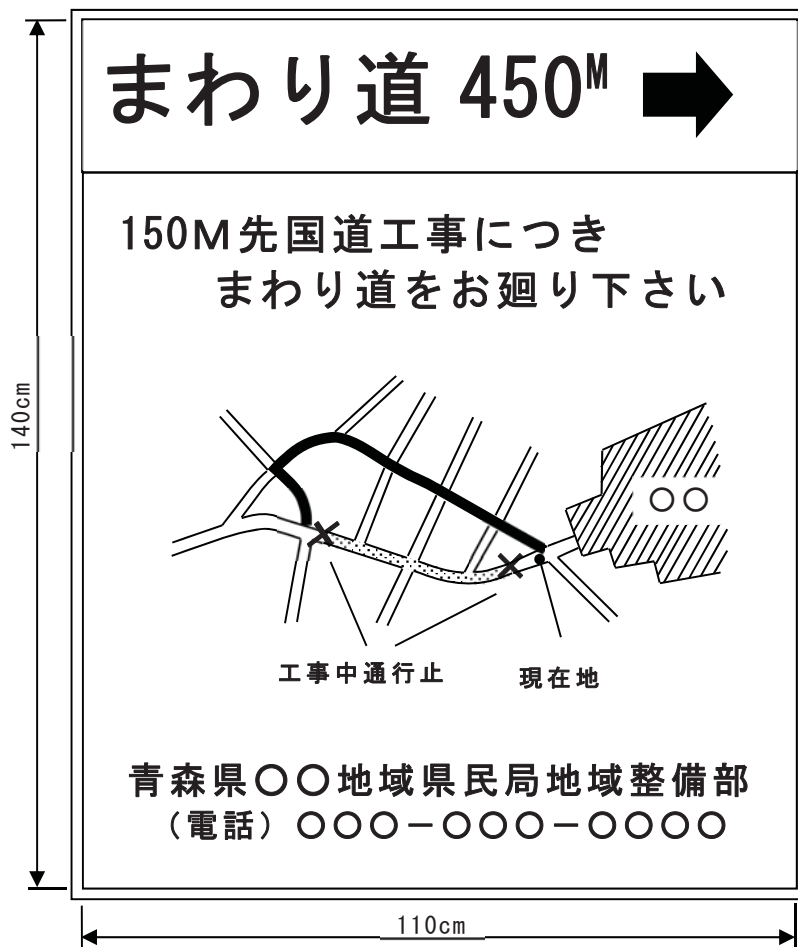 まわり道 450M
150M先国道工事につき
まわり道をお廻り下さい
140cm
○○
工事中通行止
現在地
青森県○○地域県民局地域整備部
（電話）○○○－○○○－○○○○
110cm